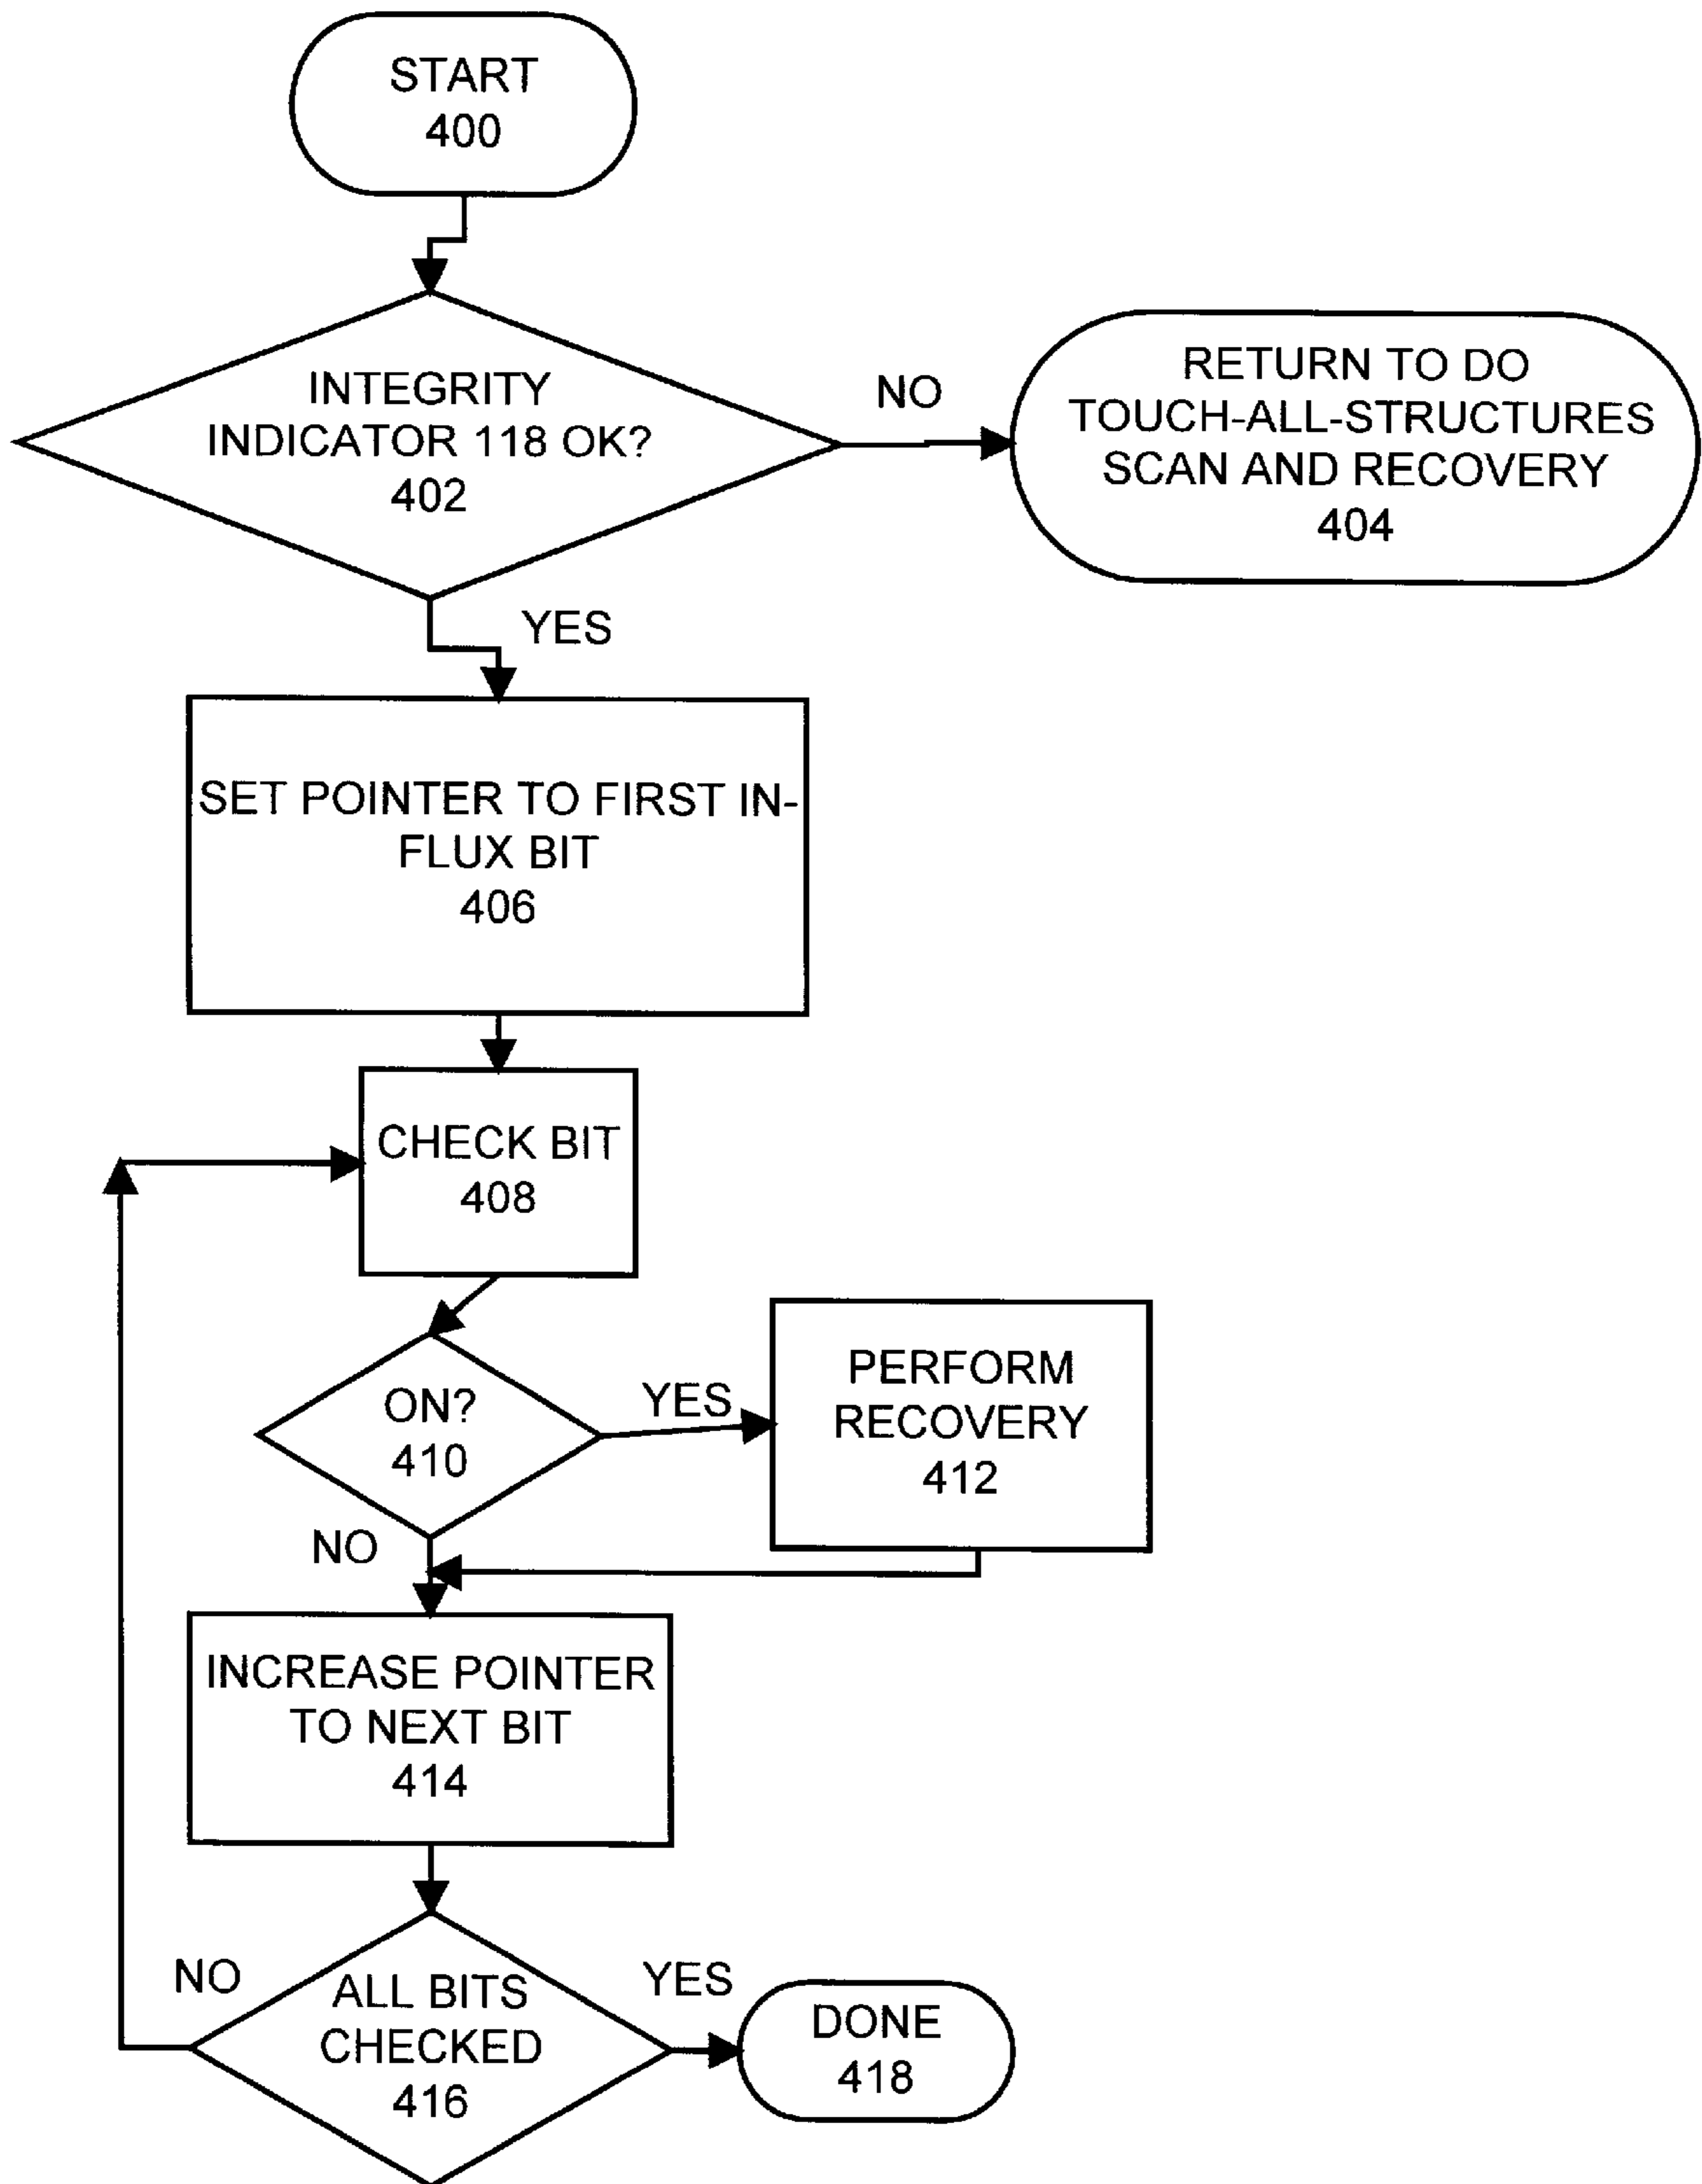 START
400
INTEGRITY
INDICATOR 118 OK?
402
NO
RETURN TO DO
TOUCH-ALL-STRUCTURES
SCAN AND RECOVERY
404
YES
SET POINTER TO FIRST IN-
FLUX BIT
406
CHECK BIT
408
ON?
410
YES
PERFORM
RECOVERY
412
NO
INCREASE POINTER
TO NEXT BIT
414
NO
ALL BITS
CHECKED
416
YES
DONE
418